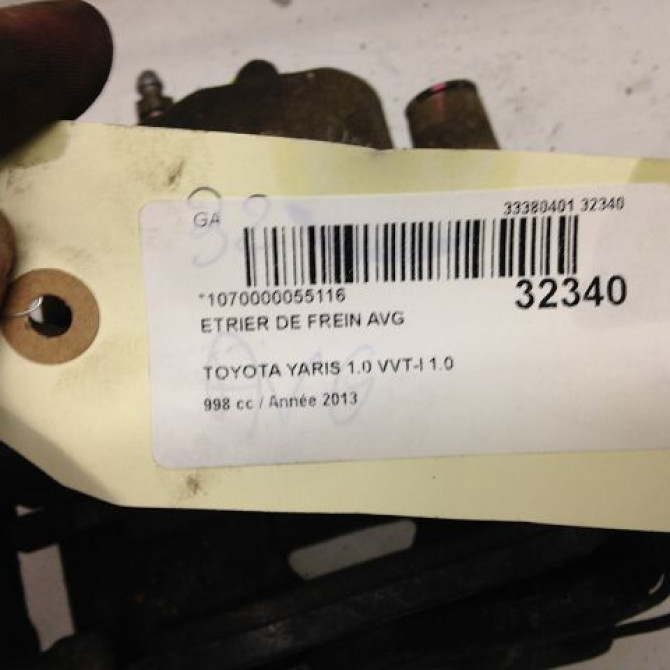 GA
33380401 32340
*1070000055116
32340
ETRIER DE FREIN AVG
TOYOTA YARIS 1.0 VVT-I 1.0
998 cc / Année 2013